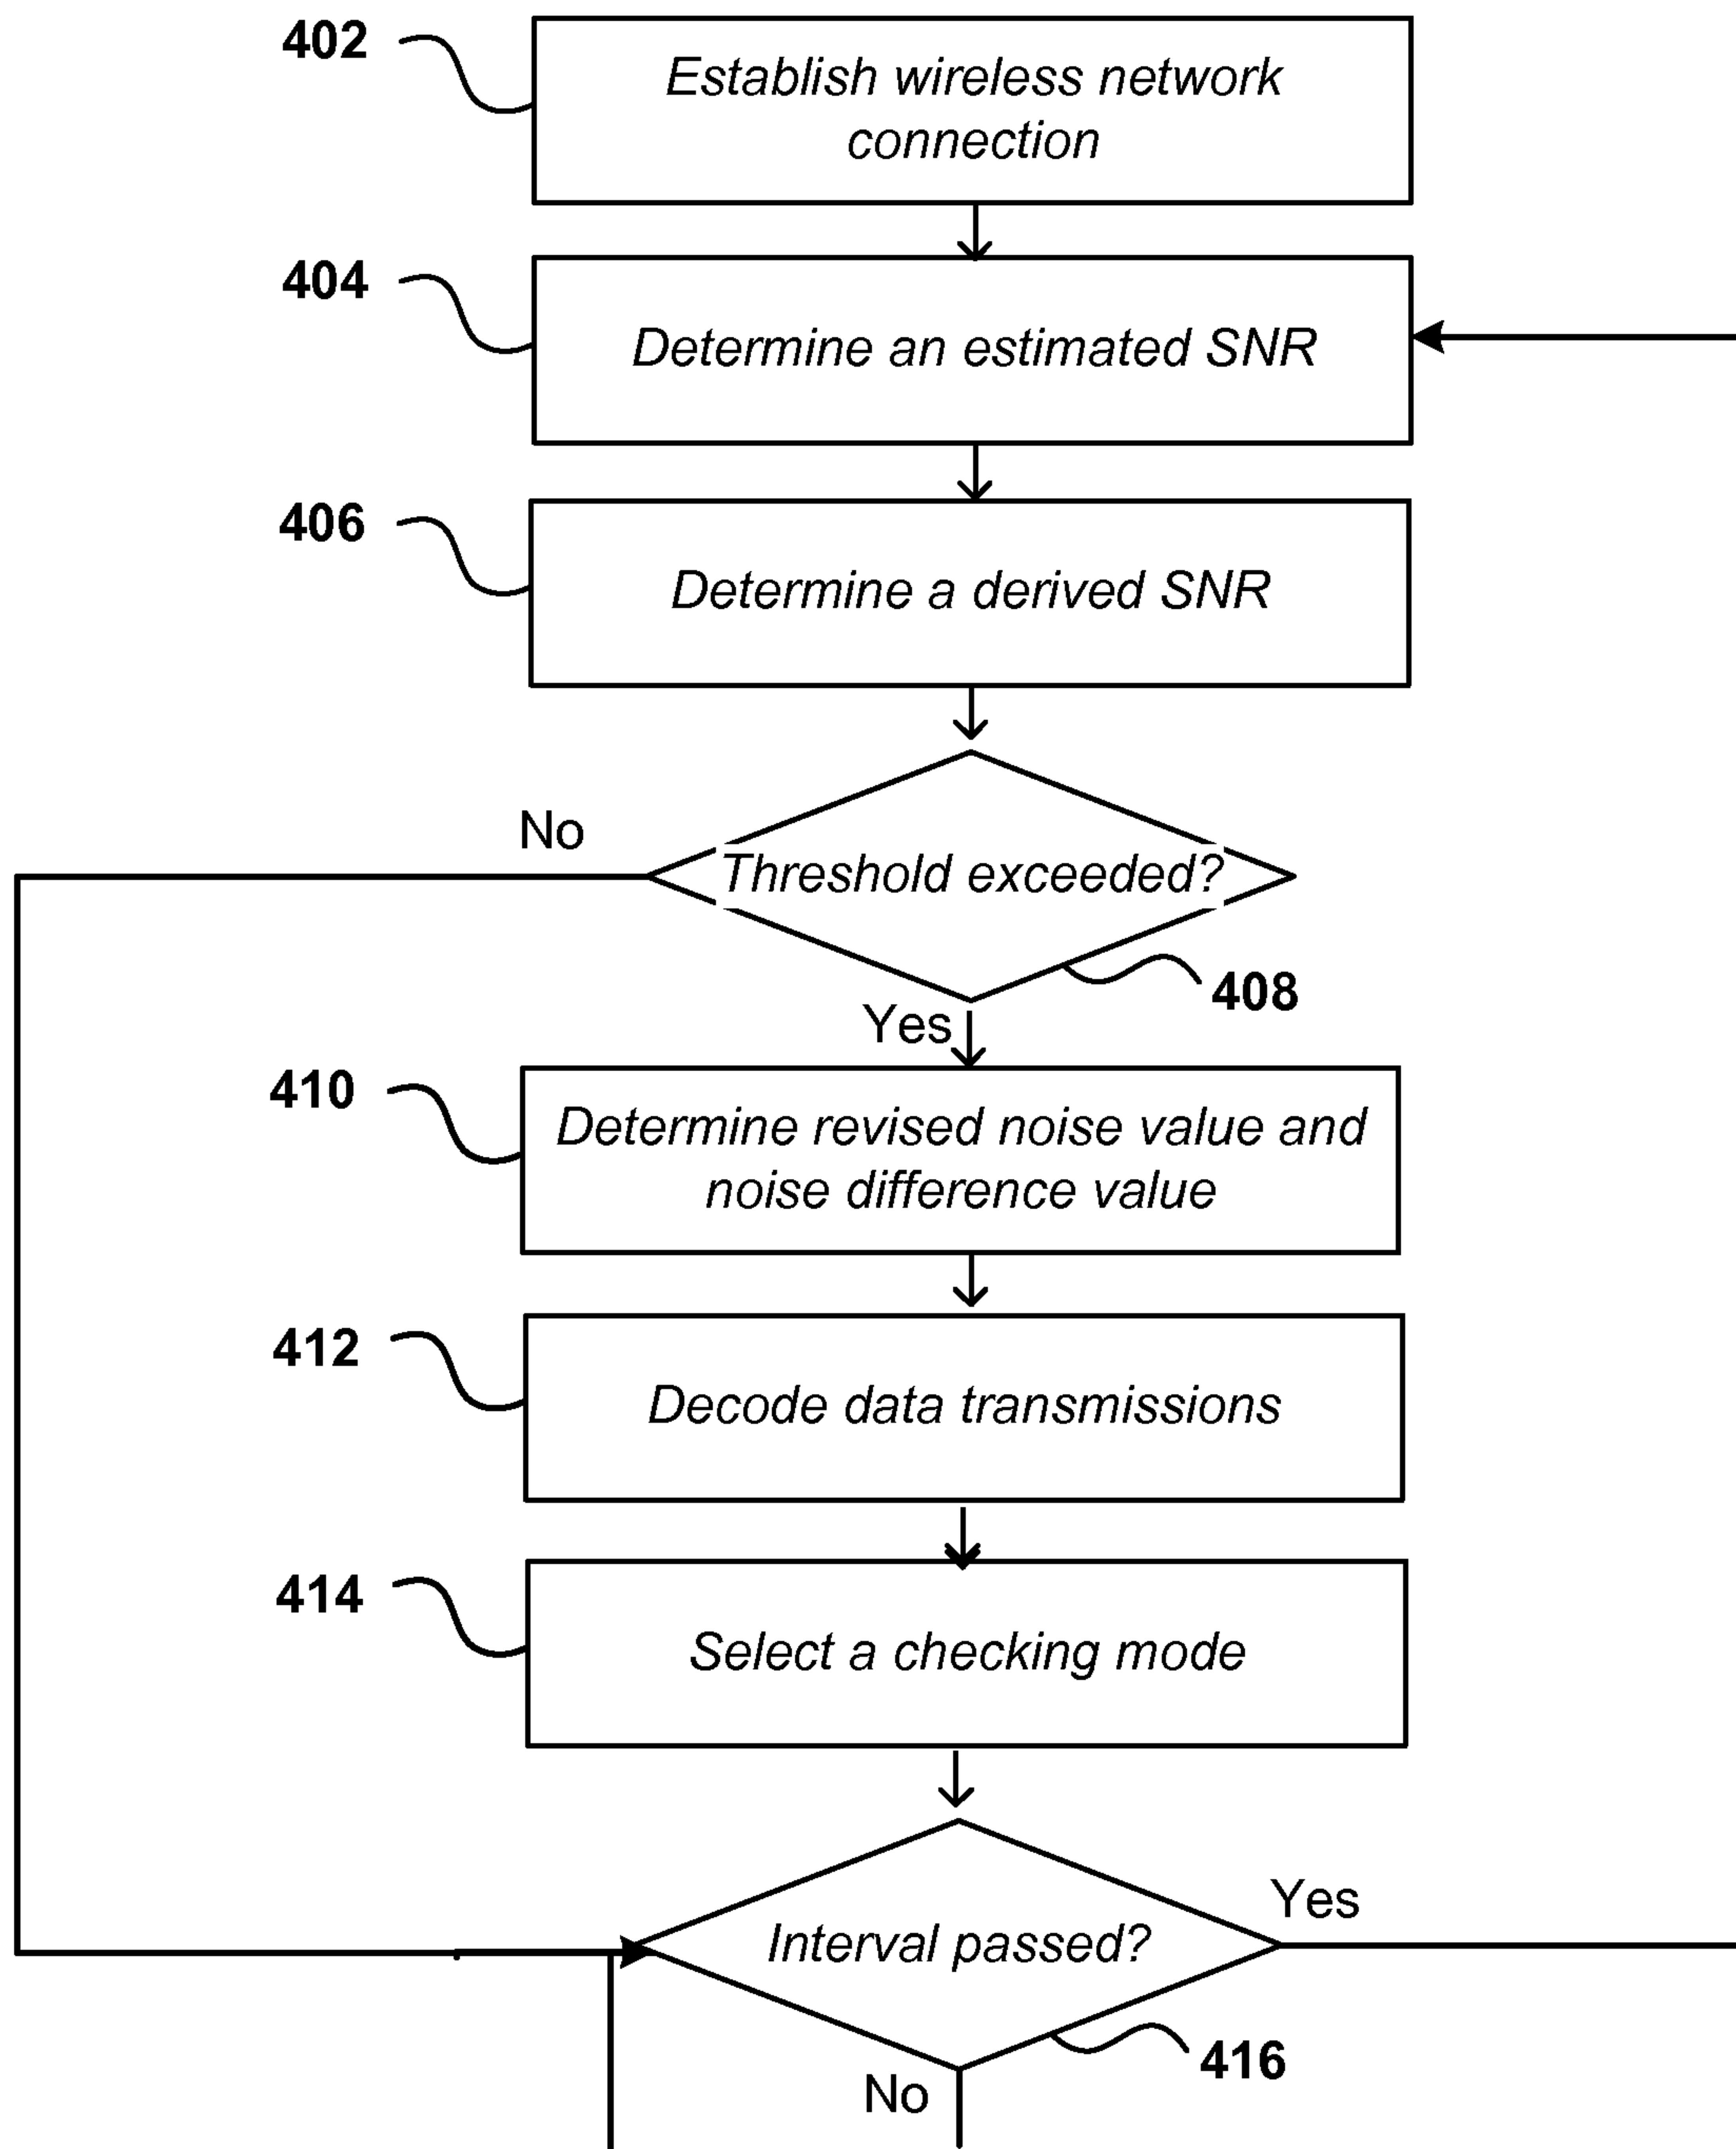 402
Establish wireless network
connection
404
Determine an estimated SNR
406
Determine a derived SNR
No
Threshold exceeded?
408
Yes
410
Determine revised noise value and
noise difference value
412
Decode data transmissions
414
Select a checking mode
Yes
Interval passed?
416
No